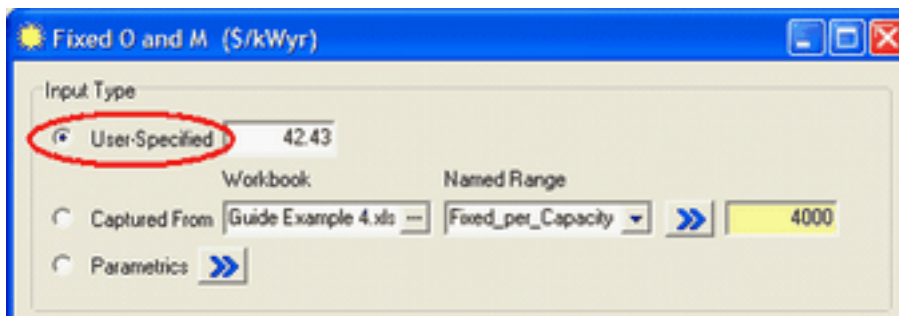 Fixed O and M ($/kWyr)
Input Type
User-Specified 42.43
Workbook Named Range
Captured From Guide Example 4.xls ... Fixed_per_Capacity 4000
Parametrics